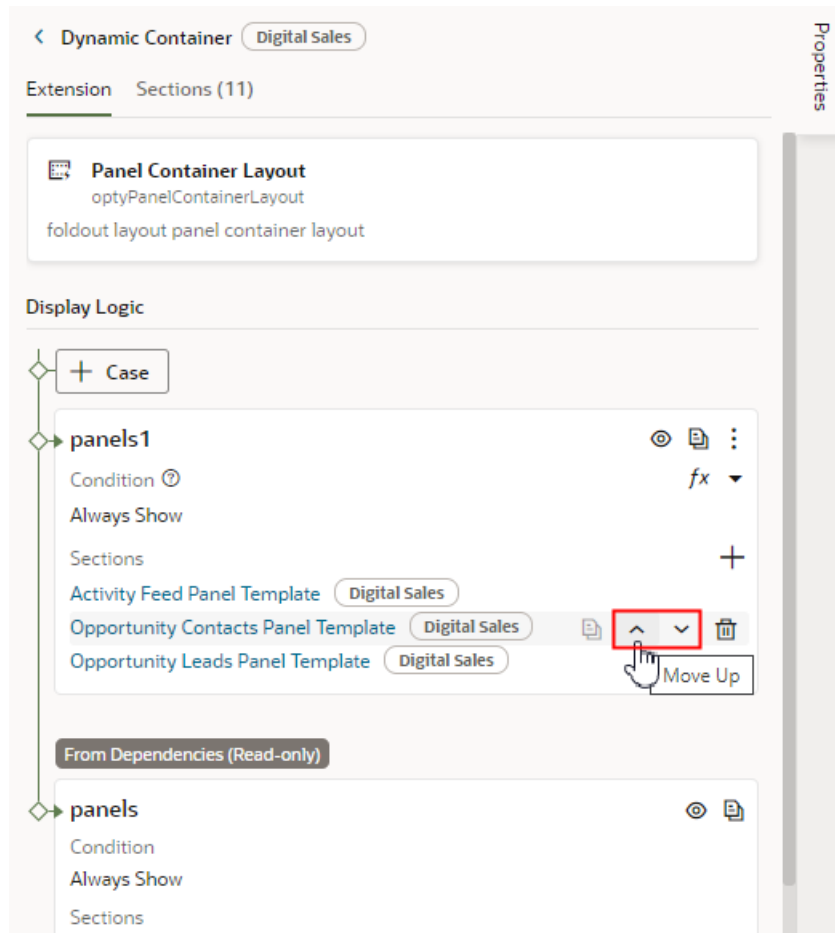 Dynamic Container Digital Sales
Properties
Extension Sections (11)
Panel Container Layout
optyPanelContainerLayout
foldout layout panel container layout
Display Logic
+ Case
panels1
Condition ? fx
Always Show
Sections +
Activity Feed Panel Template Digital Sales
Opportunity Contacts Panel Template Digital Sales
Opportunity Leads Panel Template Digital Sales
Move Up
From Dependencies (Read-only)
panels
Condition
Always Show
Sections